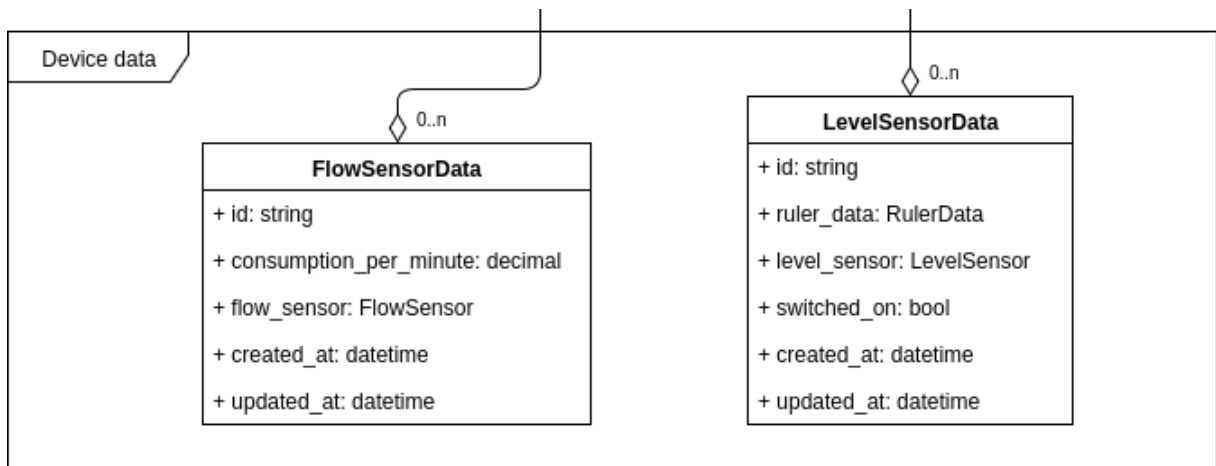 Device data
0..n
FlowSensorData
+ id: string
+ consumption_per_minute: decimal
+ flow_sensor: FlowSensor
+ created_at: datetime
+ updated_at: datetime
0..n
LevelSensorData
+ id: string
+ ruler_data: RulerData
+ level_sensor: LevelSensor
+ switched_on: bool
+ created_at: datetime
+ updated_at: datetime